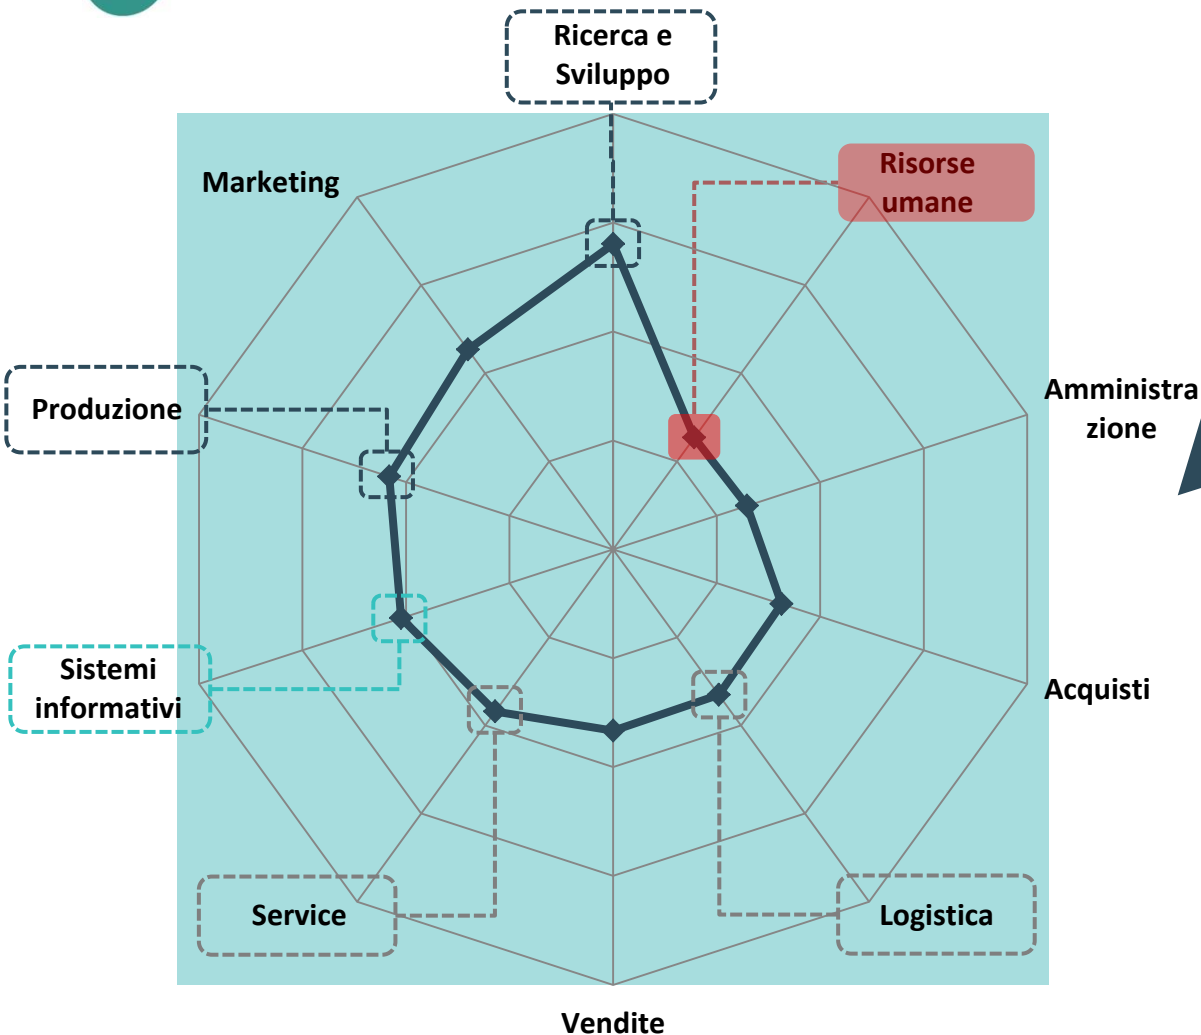 Ricerca e
Sviluppo
Risorse
umane
Marketing
Amministra
zione
Produzione
Sistemi
informativi
Acquisti
Service
Logistica
Vendite